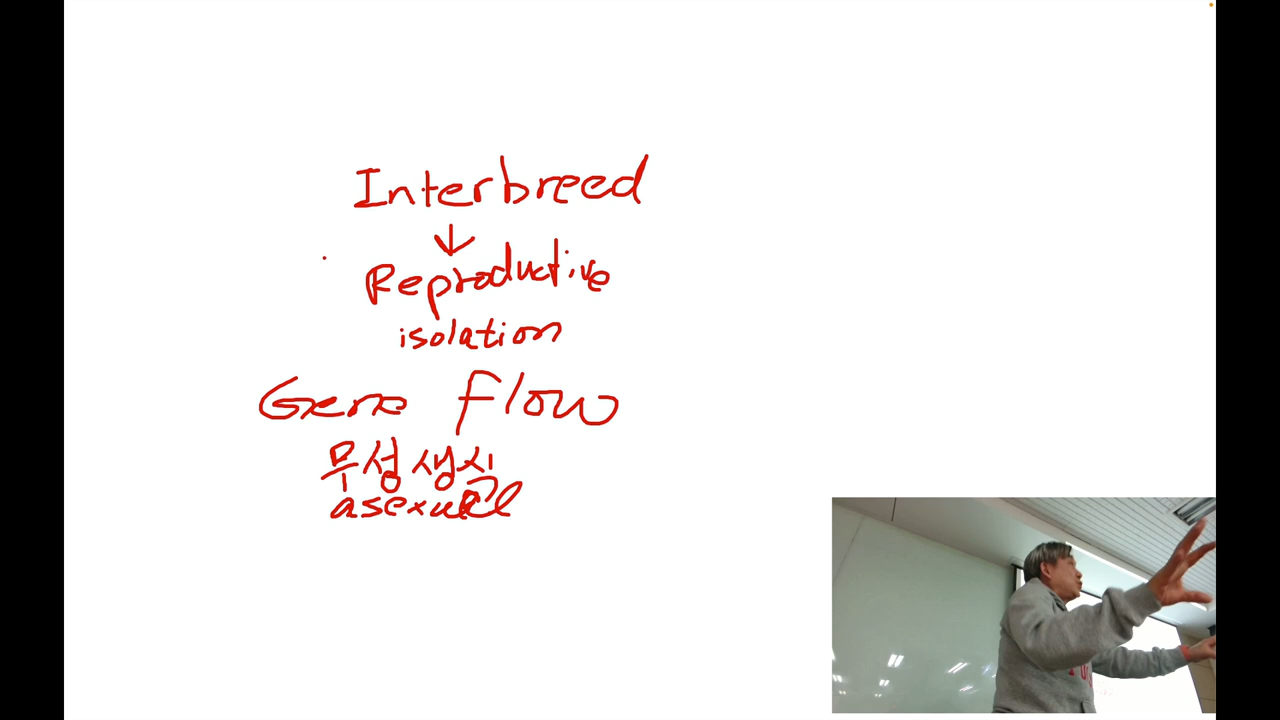 Interbreed
↓
Reproductive
isolation
Gene flow
무성생식
asexual